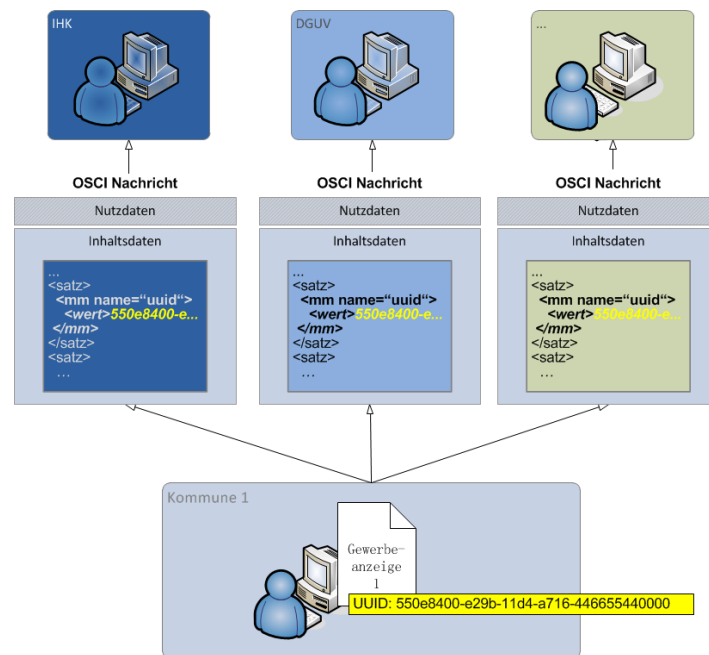 IHK
DGUV
...
OSCI Nachricht
OSCI Nachricht
OSCI Nachricht
Nutzdaten
Nutzdaten
Nutzdaten
Inhaltsdaten
Inhaltsdaten
Inhaltsdaten
...
<satz>
<mm name=“uuid“>
<wert>550e8400-e...
</mm>
</satz>
<satz>
...
...
<satz>
<mm name=“uuid“>
<wert>550e8400-e...
</mm>
</satz>
<satz>
...
...
<satz>
<mm name=“uuid“>
<wert>550e8400-e...
</mm>
</satz>
<satz>
...
Kommune 1
Gewerbe-
anzeige
1
UUID: 550e8400-e29b-11d4-a716-446655440000